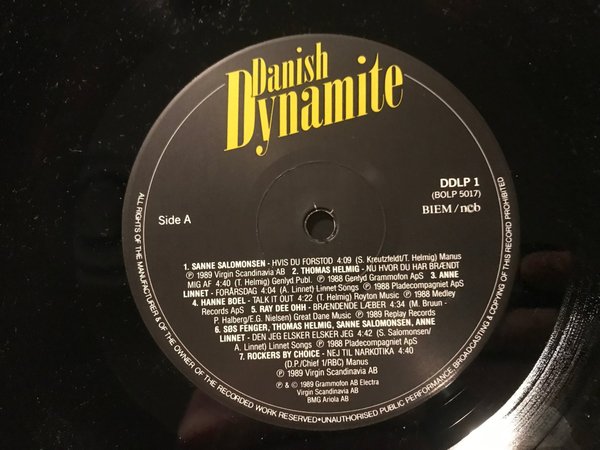 Danish
Dynamite
DDLP 1
(BOLP 5017)
BIEM/ncb
Side A
1. SANNE SALOMONSEN - HVIS DU FORSTOD 4:09 (S. Kreutzfeldt/T. Helmig) Manus
℗ 1989 Virgin Scandinavia AB 2. THOMAS HELMIG - NU HVOR DU HAR BRÆNDT
MIG AF 4:40 (T. Helmig) Genlyd Publ. ℗ 1988 Genlyd Grammofon ApS 3. ANNE
LINNET - FORÅRSDAG 4:04 (A. Linnet) Linnet Songs ℗ 1988 Pladecompagniet ApS
4. HANNE BOEL - TALK IT OUT 4:22 (T. Helmig) Royton Music ℗ 1988 Medley
Records ApS 5. RAY DEE OHH - BRÆNDENDE LÆBER 4:34 (M. Bruun -
P. Halberg/E.G. Nielsen) Great Dane Music ℗ 1989 Replay Records
6. SØS FENGER, THOMAS HELMIG, SANNE SALOMONSEN, ANNE
LINNET - DEN JEG ELSKER ELSKER JEG 4:42 (S. Salomonsen/
A. Linnet) Linnet Songs ℗ 1988 Pladecompagniet ApS
7. ROCKERS BY CHOICE - NEJ TIL NARKOTIKA 4:40
(D.P./Chief 1/RBC) Manus
℗ 1989 Virgin Scandinavia AB
℗ & © 1989 Grammofon AB Electra
Virgin Scandinavia AB
BMG Ariola AB
ALL RIGHTS OF THE MANUFACTURER & OF THE OWNER OF THE RECORDED WORK RESERVED•UNAUTHORISED PUBLIC PERFORMANCE BROADCASTING & COPYING OF THIS RECORD PROHIBITED